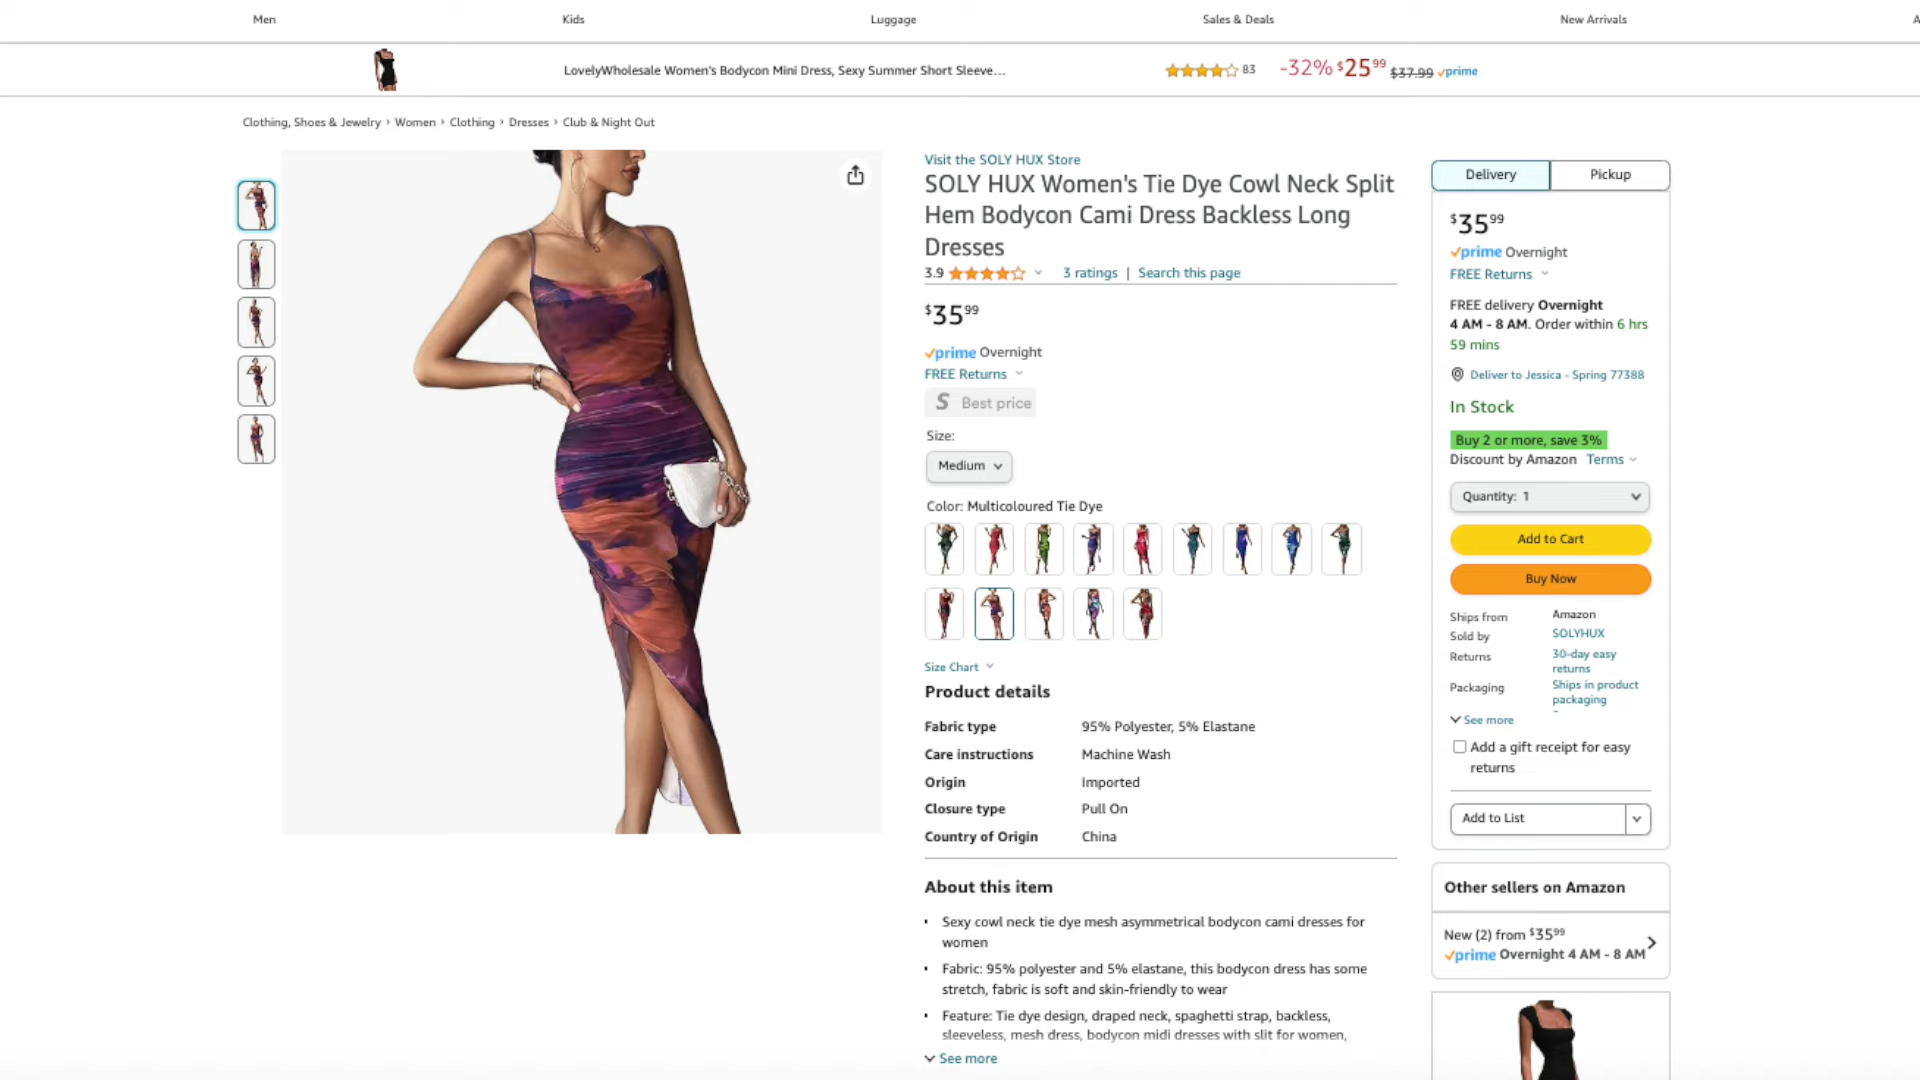 Men
Kids
Luggage
Sales & Deals
New Arrivals
A
LovelyWholesale Women's Bodycon Mini Dress, Sexy Summer Short Sleeve...
83
-32% $25 99 $37.99 prime
Clothing, Shoes & Jewelry › Women › Clothing › Dresses › Club & Night Out
Visit the SOLY HUX Store
SOLY HUX Women's Tie Dye Cowl Neck Split
Hem Bodycon Cami Dress Backless Long
Dresses
3.9
3 ratings | Search this page
$35 99
prime Overnight
FREE Returns
S Best price
Size:
Medium
Color: Multicoloured Tie Dye
Size Chart
Product details
Fabric type 95% Polyester, 5% Elastane
Care instructions Machine Wash
Origin Imported
Closure type Pull On
Country of Origin China
About this item
• Sexy cowl neck tie dye mesh asymmetrical bodycon cami dresses for
women
• Fabric: 95% polyester and 5% elastane, this bodycon dress has some
stretch, fabric is soft and skin-friendly to wear
• Feature: Tie dye design, draped neck, spaghetti strap, backless,
sleeveless, mesh dress, bodycon midi dresses with slit for women,
See more
Delivery
Pickup
$35 99
prime Overnight
FREE Returns
FREE delivery Overnight
4 AM - 8 AM. Order within 6 hrs
59 mins
Deliver to Jessica - Spring 77388
In Stock
Buy 2 or more, save 3%
Discount by Amazon Terms
Quantity: 1
Add to Cart
Buy Now
Ships from Amazon
Sold by SOLYHUX
Returns 30-day easy
returns
Packaging Ships in product
packaging
See more
Add a gift receipt for easy
returns
Add to List
Other sellers on Amazon
New (2) from $35 99
prime Overnight 4 AM - 8 AM